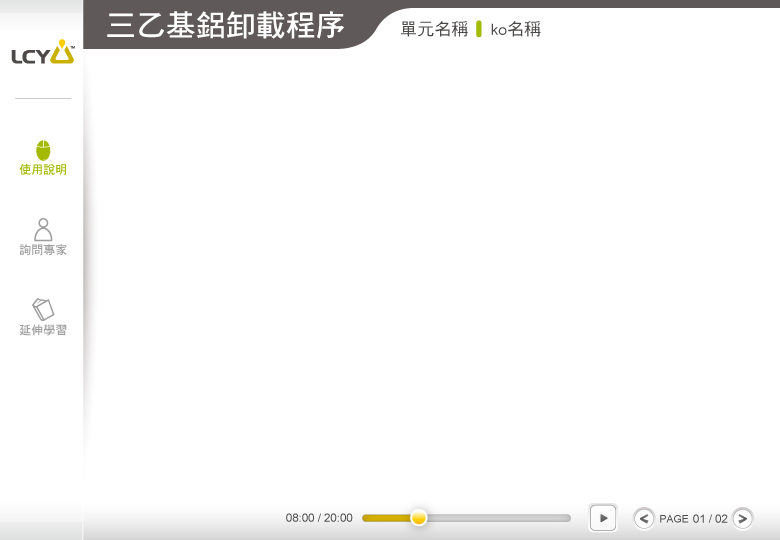 三乙基鋁卸載程序
單元名稱 ko名稱
LCY™
使用說明
詢問專家
延伸學習
08:00 / 20:00
< PAGE 01 / 02 >